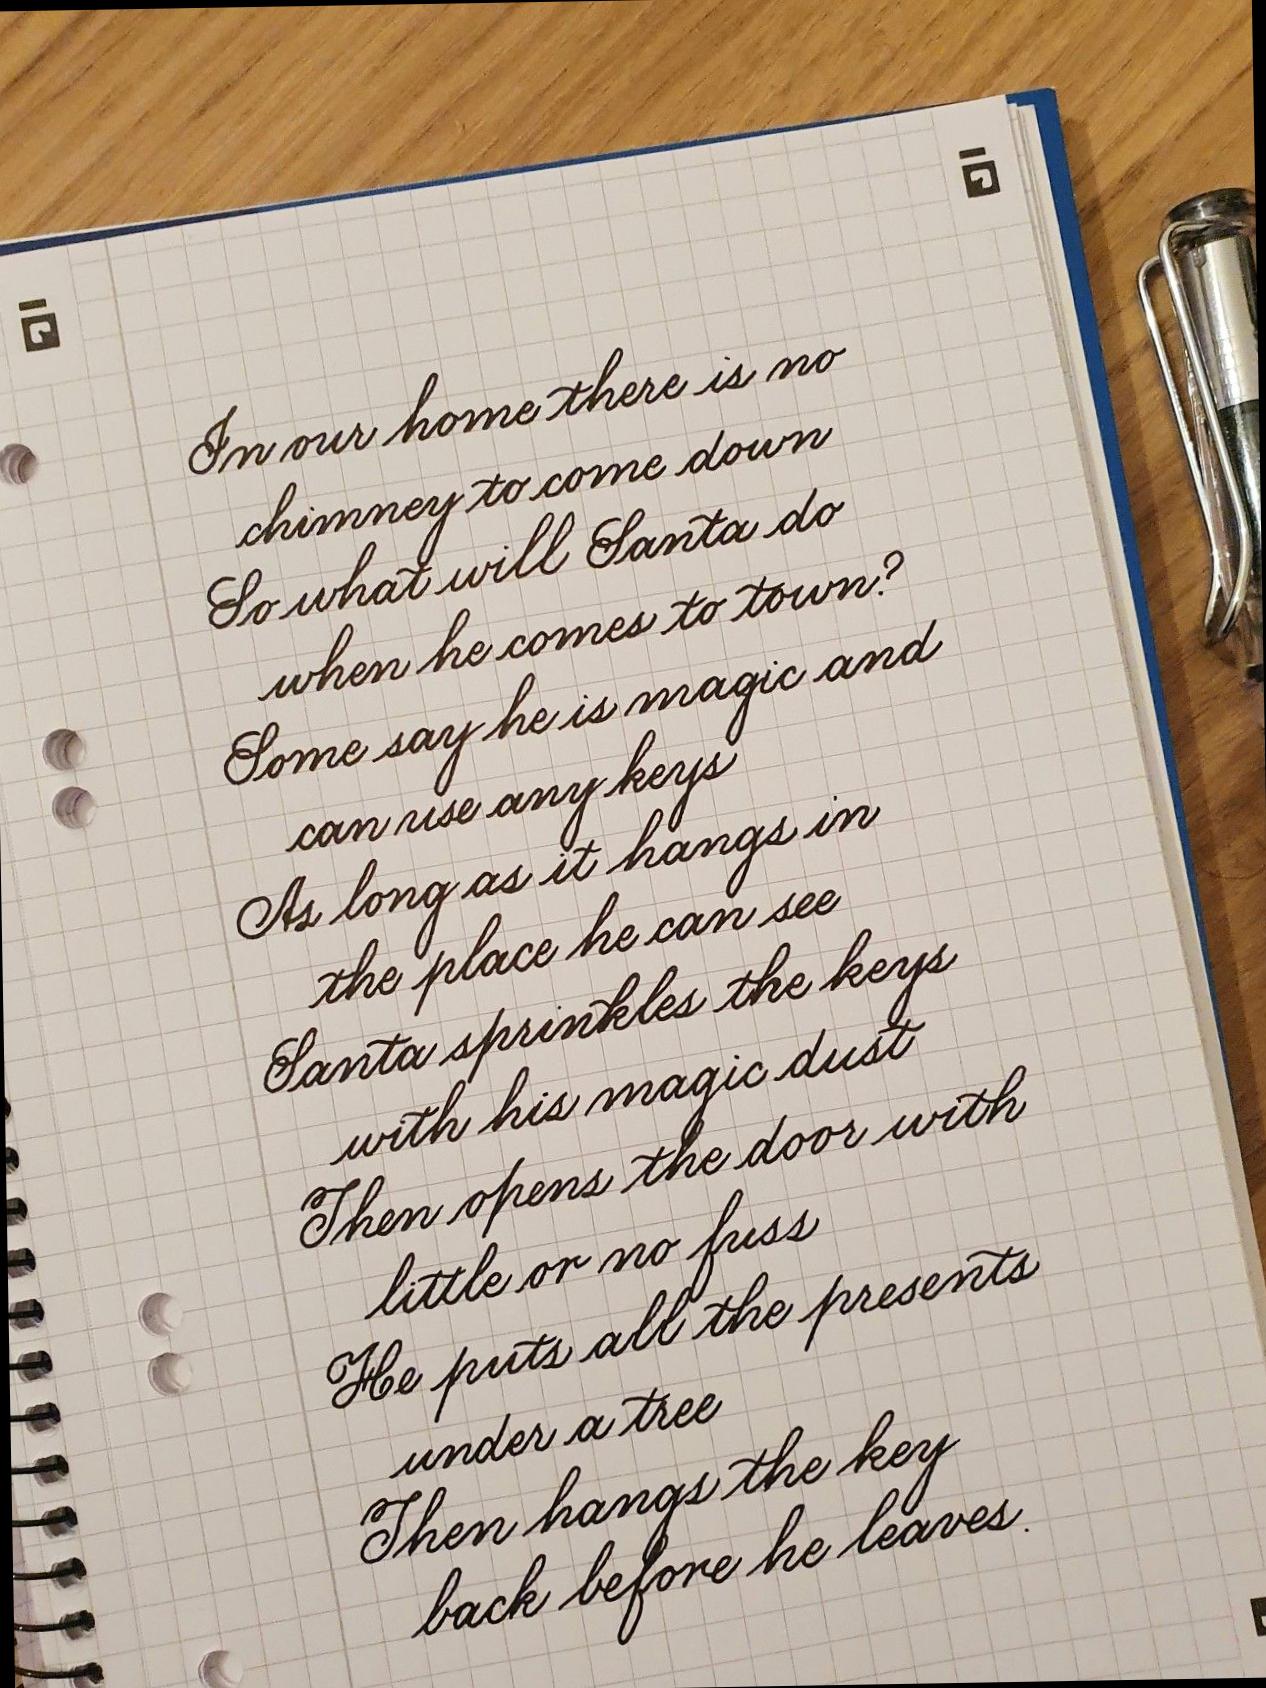 In our home there is no
chimney to come down
So what will Santa do
when he comes to town?
Some say he is magic and
can use any keys
As long as it hangs in
the place he can see
Santa sprinkles the keys
with his magic dust
Then opens the door with
little or no fuss
He puts all the presents
under a tree
Then hangs the key
back before he leaves.